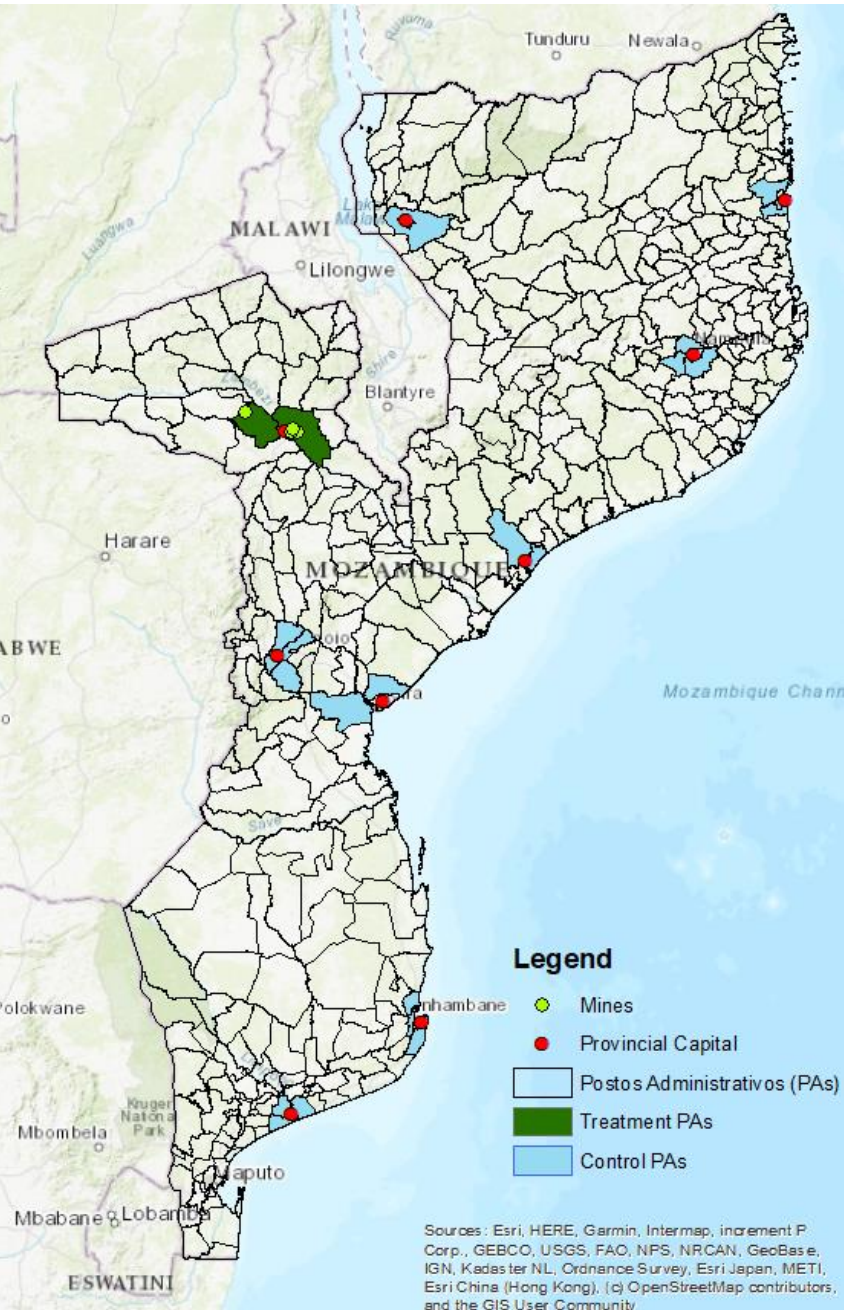 Ruvuma
Tunduru
Newala
Luangwa
MALAWI
Lilongwe
Shire
Blantyre
Harare
MOZAMBIQUE
ABWE
oio
ra
Mozambique Chann
o
Save
Polokwane
nhambane
Kruger
National
Park
Mbombela
Maputo
Mbabane
Lobamba
ESWATINI
Legend
Mines
Provincial Capital
Postos Administrativos (PAs)
Treatment PAs
Control PAs
Sources: Esri, HERE, Garmin, Intermap, increment P
Corp., GEBCO, USGS, FAO, NPS, NRCAN, GeoBase,
IGN, Kadaster NL, Ordnance Survey, Esri Japan, METI,
Esri China (Hong Kong), (c) OpenStreetMap contributors,
and the GIS User Community